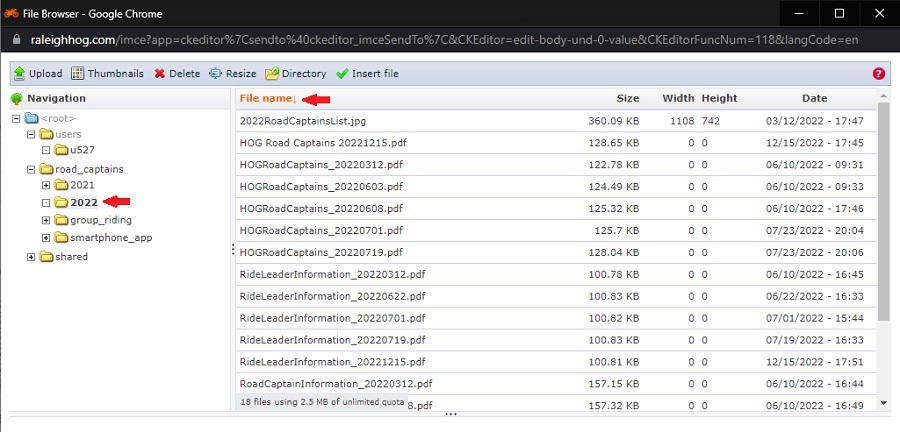 File Browser - Google Chrome
raleighhog.com/imce?app=ckeditor%7Csendto%40ckeditor_imceSendTo%7C&CKEditor=edit-body-und-0-value&CKEditorFuncNum=118&langCode=en
Upload Thumbnails Delete Resize Directory Insert file ?
Navigation
<root>
users
u527
road_captains
2021
2022
group_riding
smartphone_app
shared
File name↓ Size Width Height Date
2022RoadCaptainsList.jpg 360.09 KB 1108 742 03/12/2022 - 17:47
HOG Road Captains 20221215.pdf 128.65 KB 0 0 12/15/2022 - 17:45
HOGRoadCaptains_20220312.pdf 122.78 KB 0 0 06/10/2022 - 09:31
HOGRoadCaptains_20220603.pdf 124.49 KB 0 0 06/10/2022 - 09:33
HOGRoadCaptains_20220608.pdf 125.32 KB 0 0 06/10/2022 - 17:46
HOGRoadCaptains_20220701.pdf 125.7 KB 0 0 07/23/2022 - 20:04
HOGRoadCaptains_20220719.pdf 128.04 KB 0 0 07/23/2022 - 20:06
RideLeaderInformation_20220312.pdf 100.78 KB 0 0 06/10/2022 - 16:45
RideLeaderInformation_20220622.pdf 100.83 KB 0 0 06/22/2022 - 16:33
RideLeaderInformation_20220701.pdf 100.82 KB 0 0 07/01/2022 - 15:44
RideLeaderInformation_20220719.pdf 100.83 KB 0 0 07/19/2022 - 16:33
RideLeaderInformation_20221215.pdf 100.81 KB 0 0 12/15/2022 - 17:51
RoadCaptainInformation_20220312.pdf 157.15 KB 0 0 06/10/2022 - 16:44
18 files using 2.5 MB of unlimited quota 8.pdf 157.32 KB 0 0 06/10/2022 - 16:49